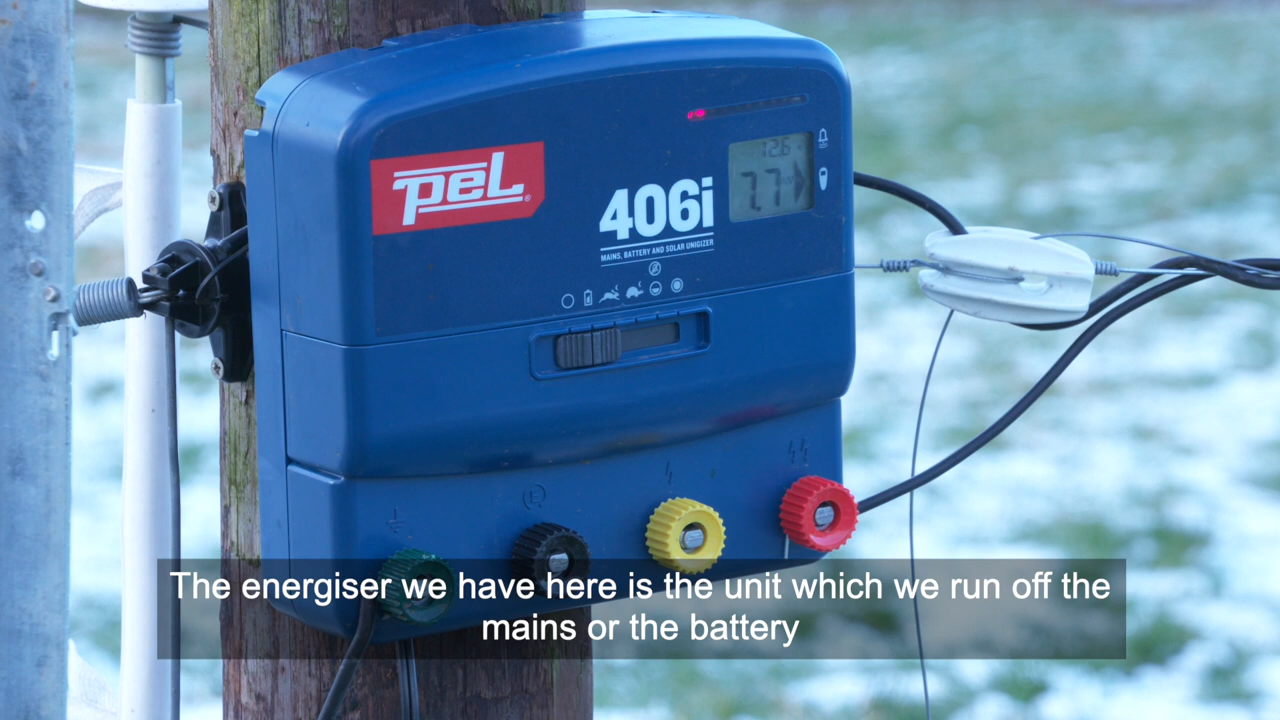 pel
406i
MAINS, BATTERY AND SOLAR UNIGIZER
12.6
7.7
The energiser we have here is the unit which we run off the
mains or the battery